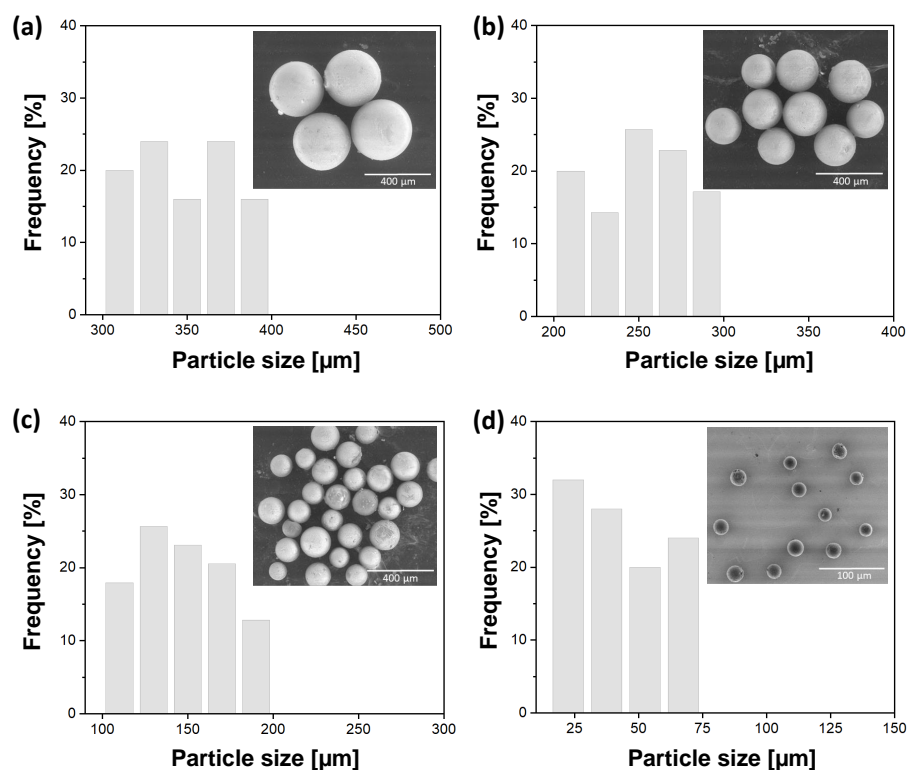 (a)
Frequency [%]
40
30
20
10
0
300 350 400 450 500
Particle size [µm]
400 µm
(b)
Frequency [%]
40
30
20
10
0
200 250 300 350 400
Particle size [µm]
400 µm
(c)
Frequency [%]
40
30
20
10
0
100 150 200 250 300
Particle size [µm]
400 µm
(d)
Frequency [%]
40
30
20
10
0
25 50 75 100 125 150
Particle size [µm]
100 µm